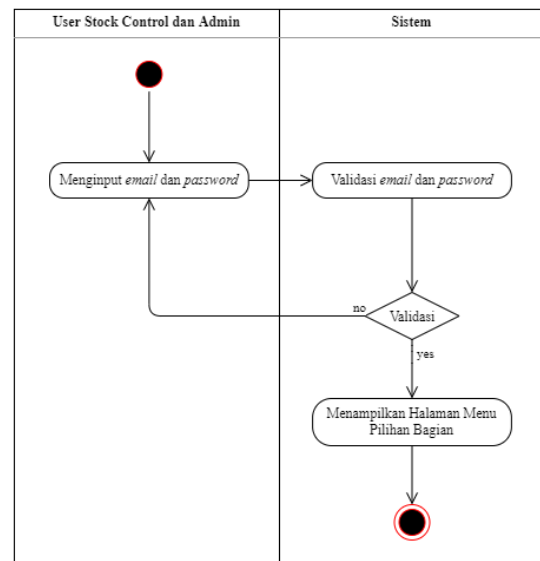 User Stock Control dan Admin
Sistem
Menginput email dan password
Validasi email dan password
no
Validasi
yes
Menampilkan Halaman Menu
Pilihan Bagian